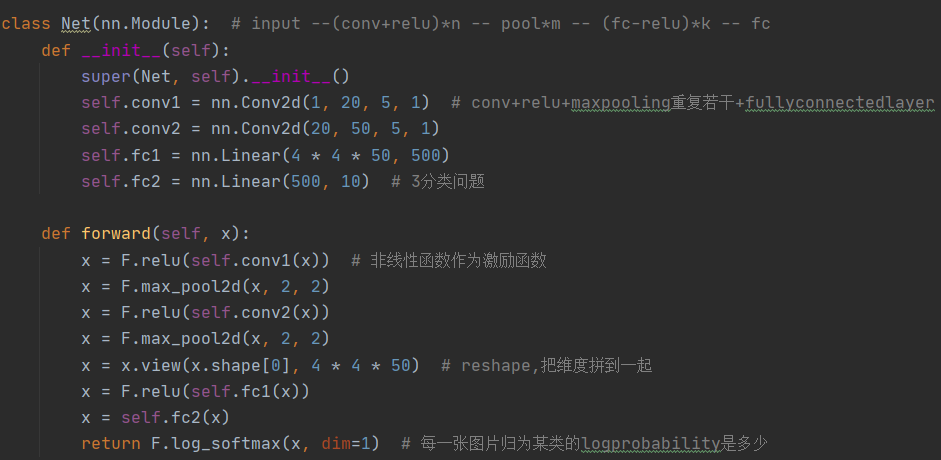 class Net(nn.Module):  # input --(conv+relu)*n -- pool*m -- (fc-relu)*k -- fc
    def __init__(self):
        super(Net, self).__init__()
        self.conv1 = nn.Conv2d(1, 20, 5, 1)  # conv+relu+maxpooling重复若干+fullyconnectedlayer
        self.conv2 = nn.Conv2d(20, 50, 5, 1)
        self.fc1 = nn.Linear(4 * 4 * 50, 500)
        self.fc2 = nn.Linear(500, 10)  # 3分类问题
    def forward(self, x):
        x = F.relu(self.conv1(x))  # 非线性函数作为激励函数
        x = F.max_pool2d(x, 2, 2)
        x = F.relu(self.conv2(x))
        x = F.max_pool2d(x, 2, 2)
        x = x.view(x.shape[0], 4 * 4 * 50)  # reshape,把维度拼到一起
        x = F.relu(self.fc1(x))
        x = self.fc2(x)
        return F.log_softmax(x, dim=1)  # 每一张图片归为某类的logprobability是多少